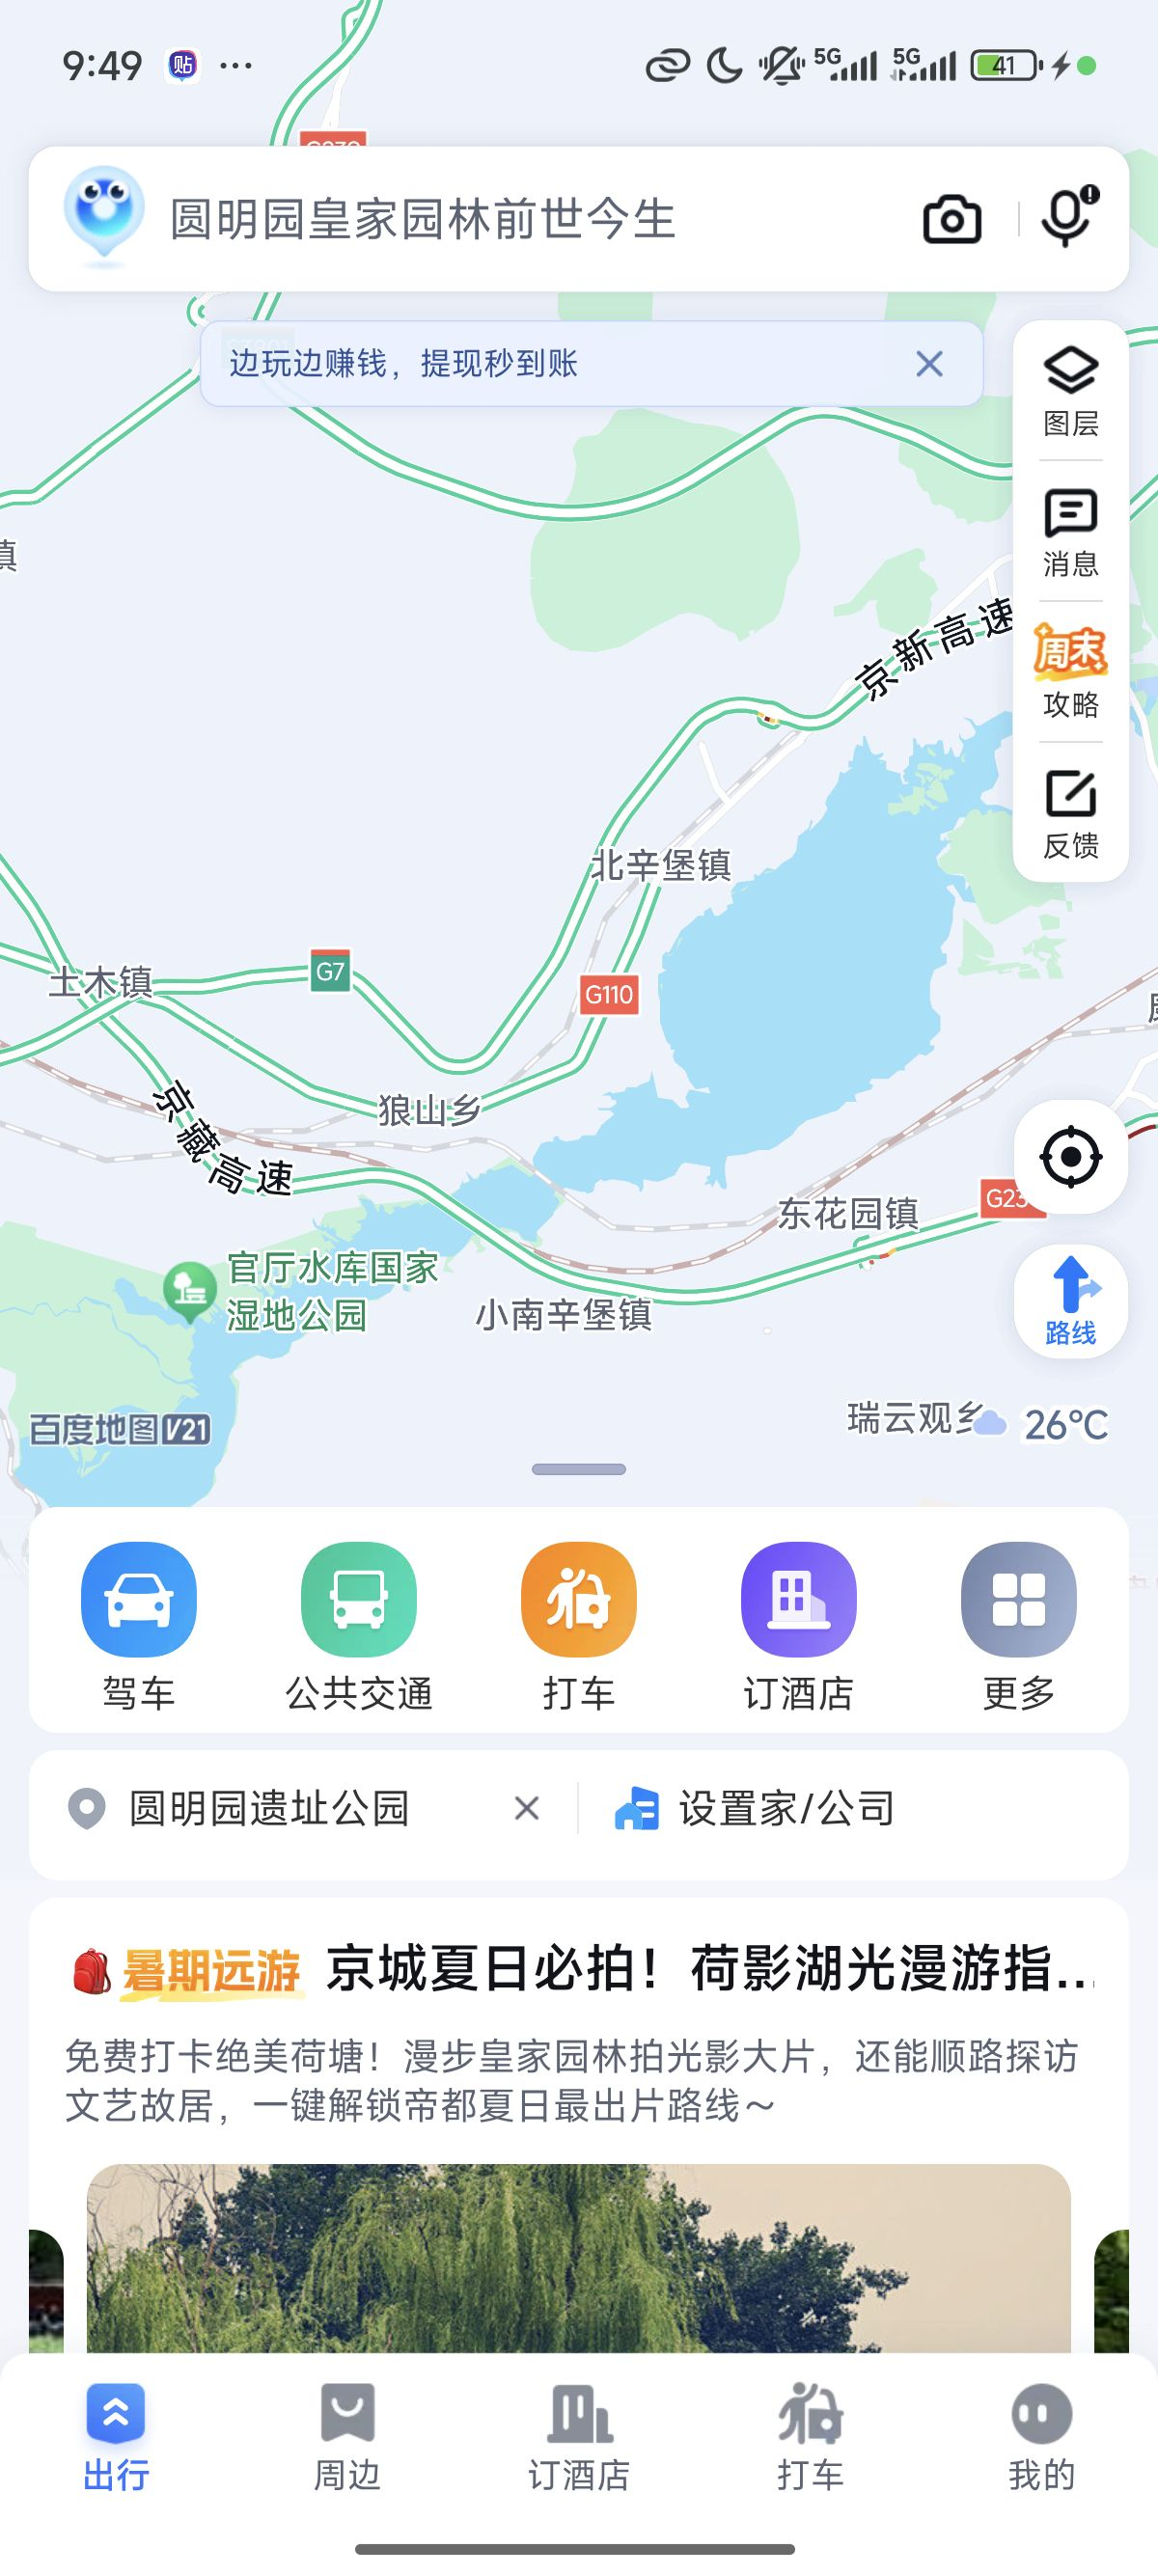 9:49
贴
5G
5G
41
圆明园皇家园林前世今生
边玩边赚钱，提现秒到账
图层
消息
周末
攻略
反馈
镇
京新高速
北辛堡镇
土木镇
G7
G110
狼山乡
京藏高速
东花园镇
G23
官厅水库国家
湿地公园
小南辛堡镇
路线
百度地图V21
瑞云观乡
26°C
驾车
公共交通
打车
订酒店
更多
圆明园遗址公园
设置家/公司
暑期远游 京城夏日必拍！荷影湖光漫游指...
免费打卡绝美荷塘！漫步皇家园林拍光影大片，还能顺路探访
文艺故居，一键解锁帝都夏日最出片路线～
出行
周边
订酒店
打车
我的